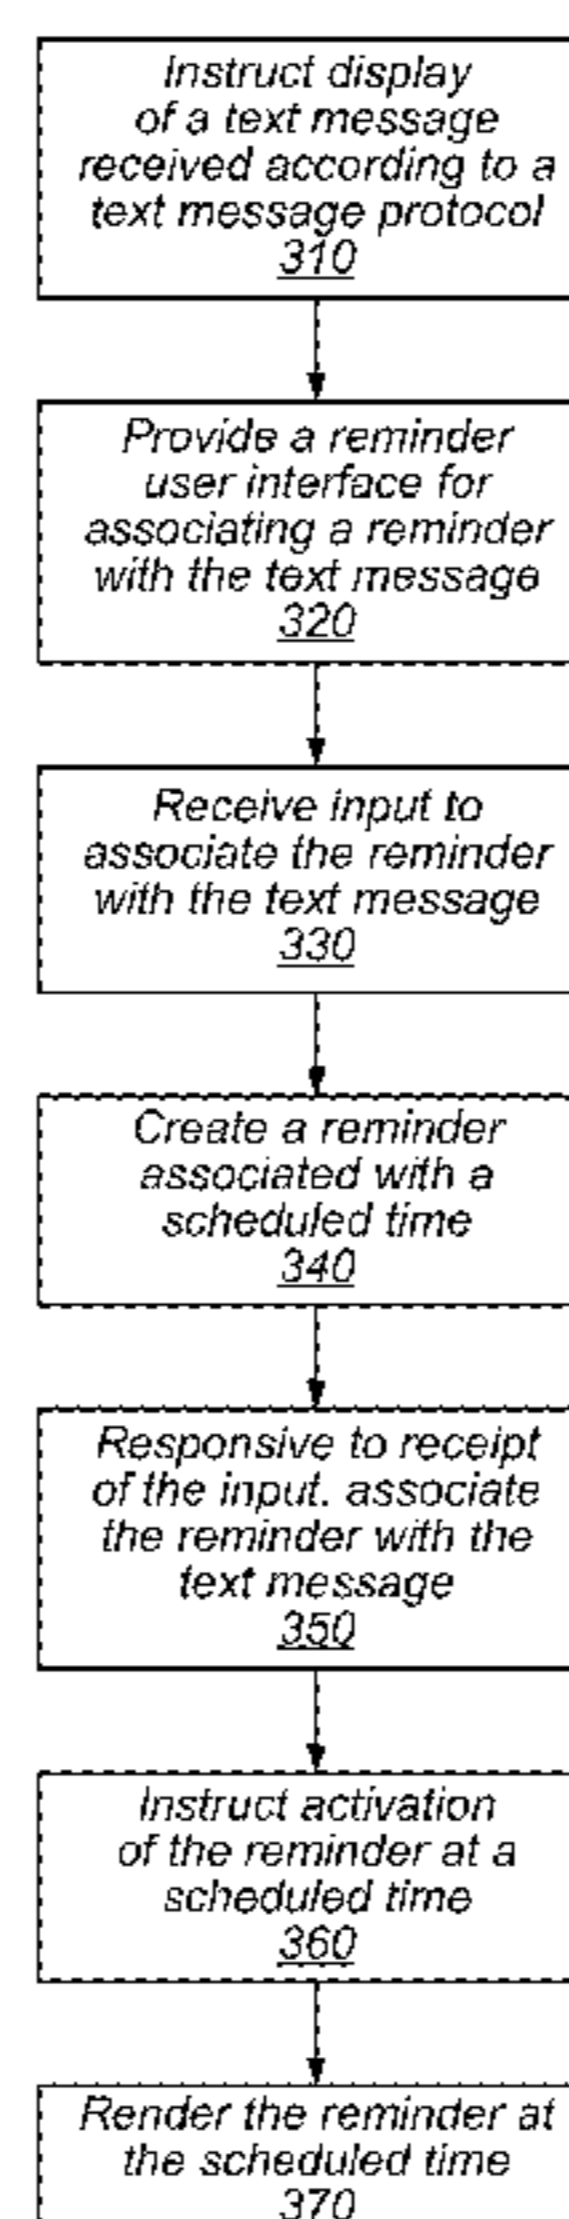 Instruct display
of a text message
received according to a
text message protocol
310
Provide a reminder
user interface for
associating a reminder
with the text message
320
Receive input to
associate the reminder
with the text message
330
Create a reminder
associated with a
scheduled time
340
Responsive to receipt
of the input. associate
the reminder with the
text message
350
Instruct activation
of the reminder at a
scheduled time
360
Render the reminder at
the scheduled time
370